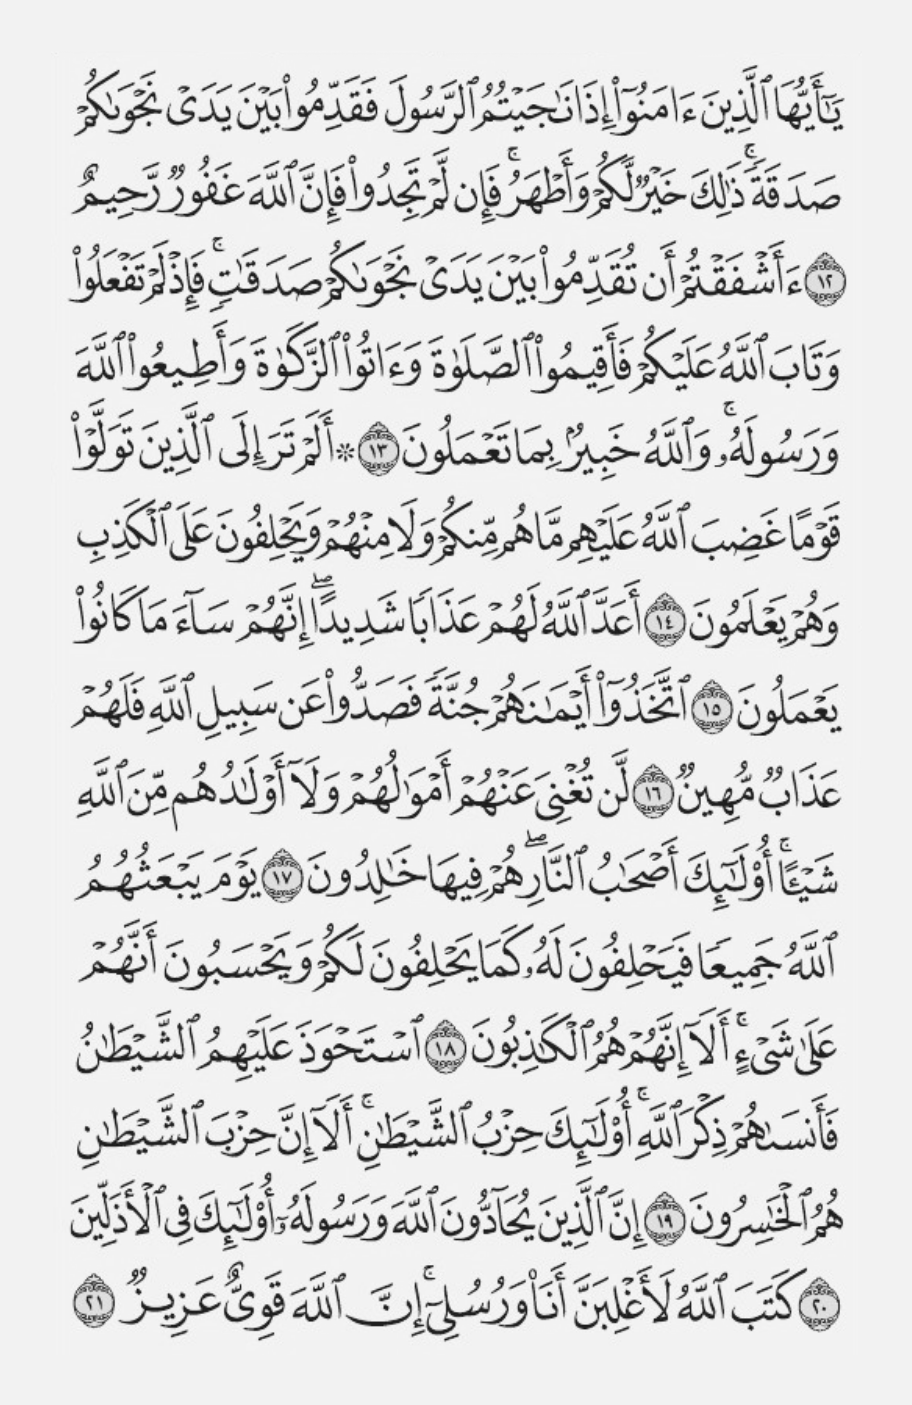 يَٰٓأَيُّهَا ٱلَّذِينَ ءَامَنُوٓا۟ إِذَا نَٰجَيْتُمُ ٱلرَّسُولَ فَقَدِّمُوا۟ بَيْنَ يَدَىْ نَجْوَىٰكُمْ
صَدَقَةً ۚ ذَٰلِكَ خَيْرٌ لَّكُمْ وَأَطْهَرُ ۚ فَإِن لَّمْ تَجِدُوا۟ فَإِنَّ ٱللَّهَ غَفُورٌ رَّحِيمٌ
١٢ ءَأَشْفَقْتُمْ أَن تُقَدِّمُوا۟ بَيْنَ يَدَىْ نَجْوَىٰكُمْ صَدَقَٰتٍ ۚ فَإِذْ لَمْ تَفْعَلُوا۟
وَتَابَ ٱللَّهُ عَلَيْكُمْ فَأَقِيمُوا۟ ٱلصَّلَوٰةَ وَءَاتُوا۟ ٱلزَّكَوٰةَ وَأَطِيعُوا۟ ٱللَّهَ
وَرَسُولَهُۥ ۚ وَٱللَّهُ خَبِيرٌۢ بِمَا تَعْمَلُونَ ١٣ ۞ أَلَمْ تَرَ إِلَى ٱلَّذِينَ تَوَلَّوْا۟
قَوْمًا غَضِبَ ٱللَّهُ عَلَيْهِم مَّا هُم مِّنكُمْ وَلَا مِنْهُمْ وَيَحْلِفُونَ عَلَى ٱلْكَذِبِ
وَهُمْ يَعْلَمُونَ ١٤ أَعَدَّ ٱللَّهُ لَهُمْ عَذَابًا شَدِيدًا ۖ إِنَّهُمْ سَآءَ مَا كَانُوا۟
يَعْمَلُونَ ١٥ ٱتَّخَذُوٓا۟ أَيْمَٰنَهُمْ جُنَّةً فَصَدُّوا۟ عَن سَبِيلِ ٱللَّهِ فَلَهُمْ
عَذَابٌ مُّهِينٌ ١٦ لَّن تُغْنِىَ عَنْهُمْ أَمْوَٰلُهُمْ وَلَآ أَوْلَٰدُهُم مِّنَ ٱللَّهِ
شَيْـًٔا ۚ أُو۟لَٰٓئِكَ أَصْحَٰبُ ٱلنَّارِ ۖ هُمْ فِيهَا خَٰلِدُونَ ١٧ يَوْمَ يَبْعَثُهُمُ
ٱللَّهُ جَمِيعًا فَيَحْلِفُونَ لَهُۥ كَمَا يَحْلِفُونَ لَكُمْ وَيَحْسَبُونَ أَنَّهُمْ
عَلَىٰ شَىْءٍ ۚ أَلَآ إِنَّهُمْ هُمُ ٱلْكَٰذِبُونَ ١٨ ٱسْتَحْوَذَ عَلَيْهِمُ ٱلشَّيْطَٰنُ
فَأَنسَىٰهُمْ ذِكْرَ ٱللَّهِ ۚ أُو۟لَٰٓئِكَ حِزْبُ ٱلشَّيْطَٰنِ ۚ أَلَآ إِنَّ حِزْبَ ٱلشَّيْطَٰنِ
هُمُ ٱلْخَٰسِرُونَ ١٩ إِنَّ ٱلَّذِينَ يُحَآدُّونَ ٱللَّهَ وَرَسُولَهُۥٓ أُو۟لَٰٓئِكَ فِى ٱلْأَذَلِّينَ
٢٠ كَتَبَ ٱللَّهُ لَأَغْلِبَنَّ أَنَا۠ وَرُسُلِىٓ ۚ إِنَّ ٱللَّهَ قَوِىٌّ عَزِيزٌ ٢١